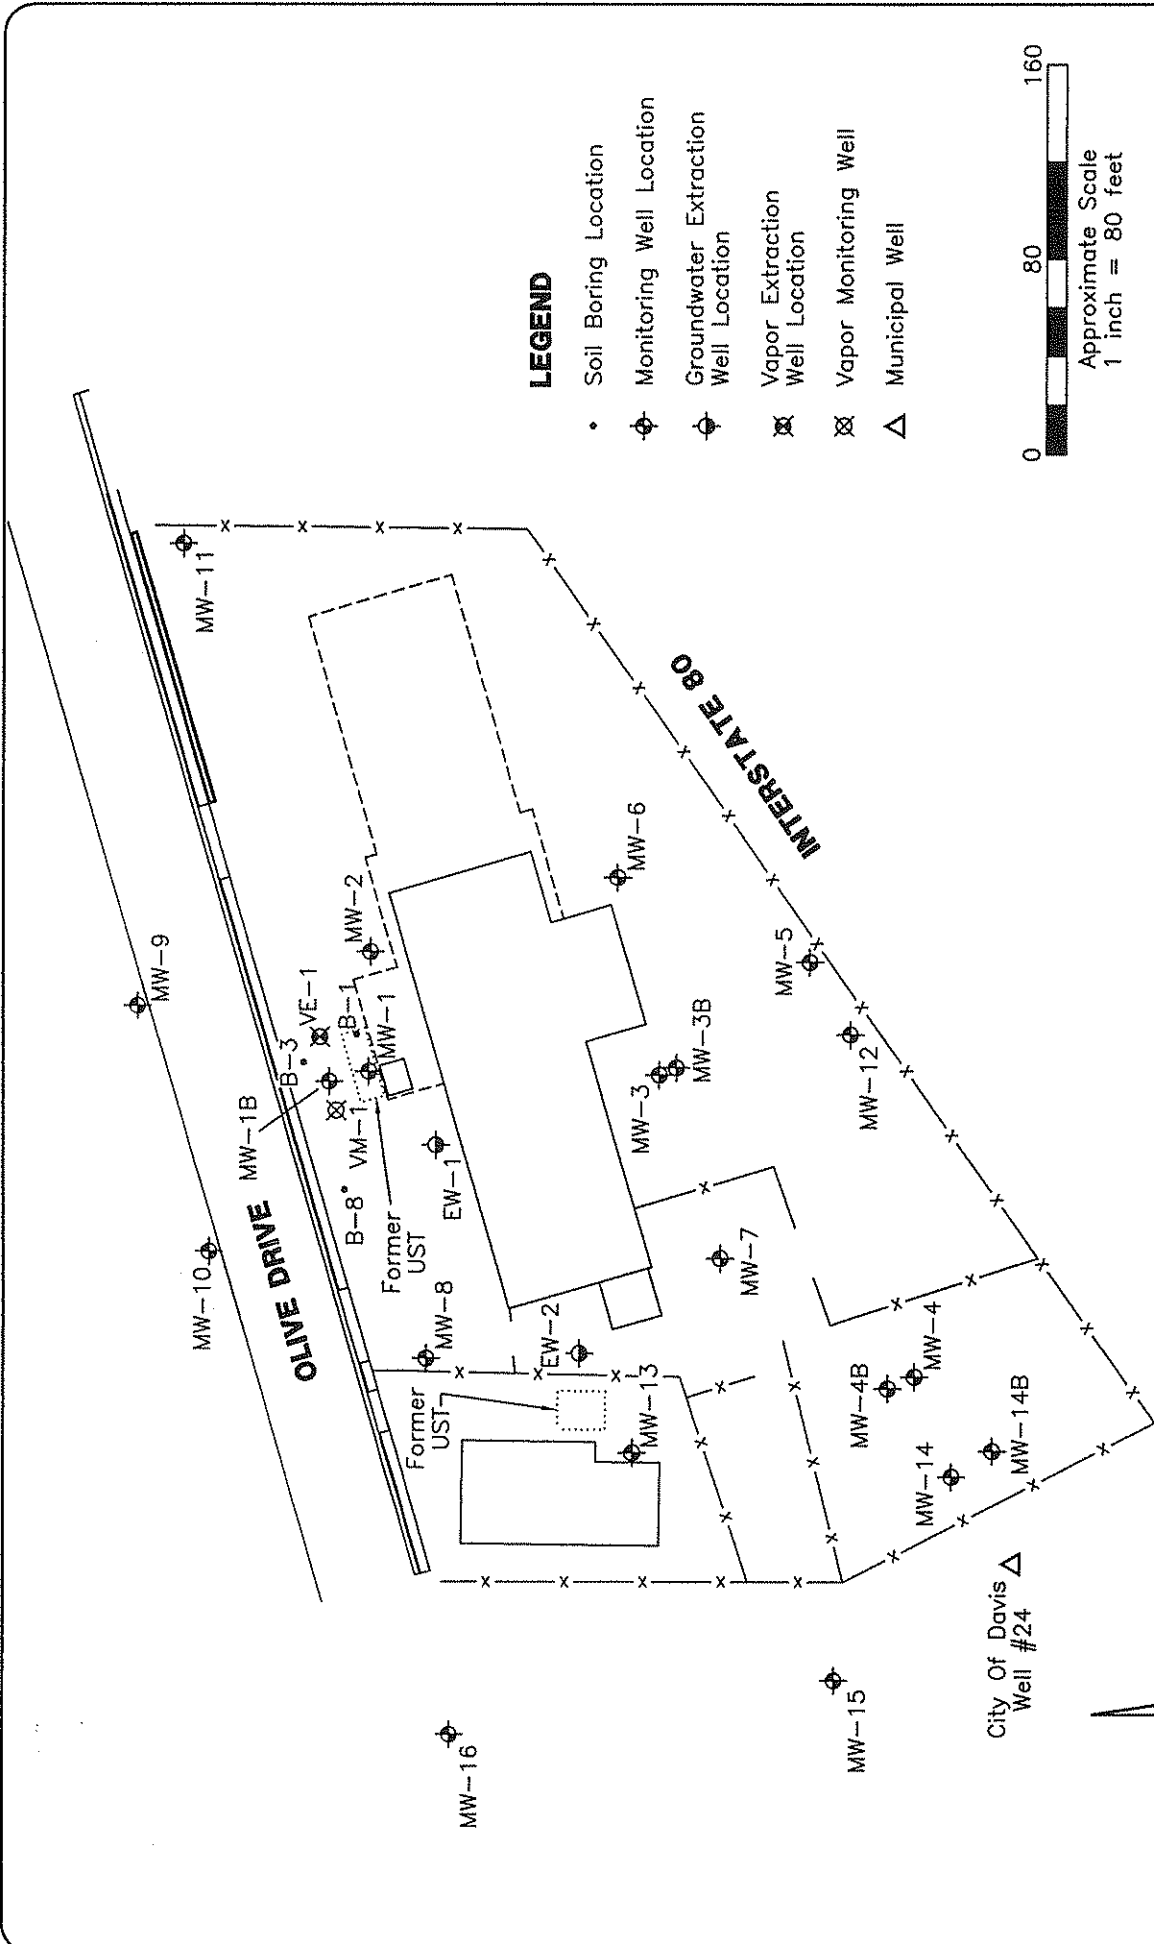 MW-16
MW-15
City Of Davis
Well #24
MW-10
OLIVE DRIVE
MW-9
MW-1B
B-3
VE-1
B-1
MW-1
VM-1
B-8
MW-2
EW-1
Former
UST
MW-8
EW-2
Former
UST
MW-13
MW-11
MW-6
MW-3
MW-3B
MW-5
MW-12
MW-7
MW-4B
MW-4
MW-14
MW-14B
INTERSTATE 80
LEGEND
Soil Boring Location
Monitoring Well Location
Groundwater Extraction
Well Location
Vapor Extraction
Well Location
Vapor Monitoring Well
Municipal Well
0 80 160
Approximate Scale
1 inch = 80 feet